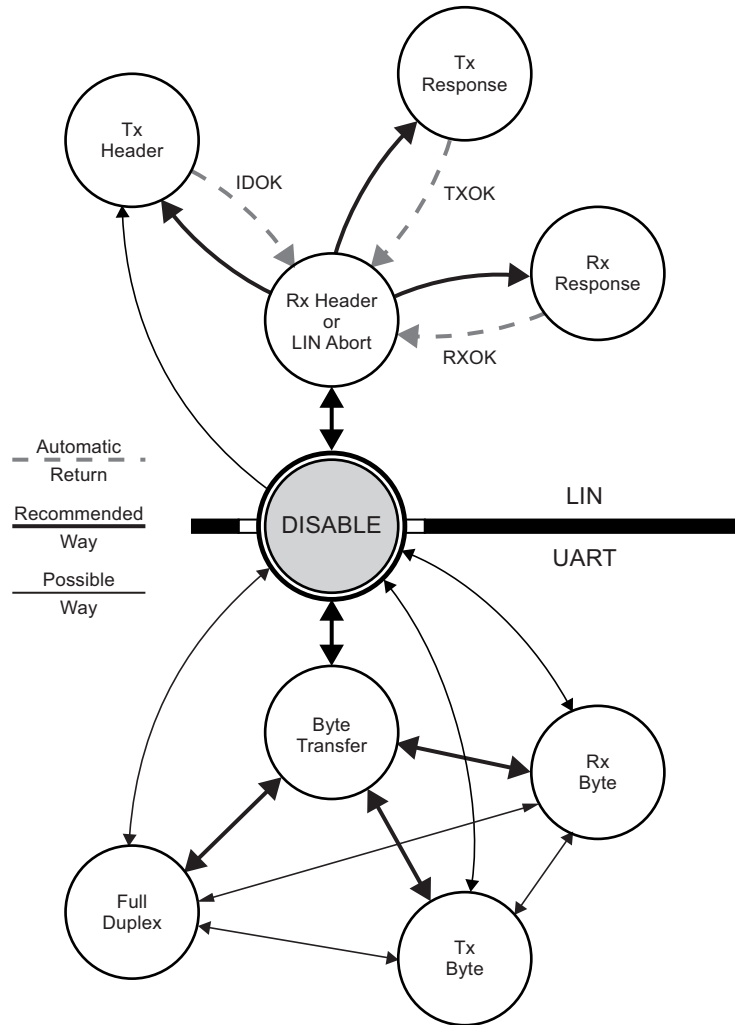 Tx
Response
Tx
Header
IDOK
TXOK
Rx
Response
Rx Header
or
LIN Abort
RXOK
Automatic
Return
Recommended
Way
Possible
Way
DISABLE
LIN
UART
Byte
Transfer
Rx
Byte
Full
Duplex
Tx
Byte